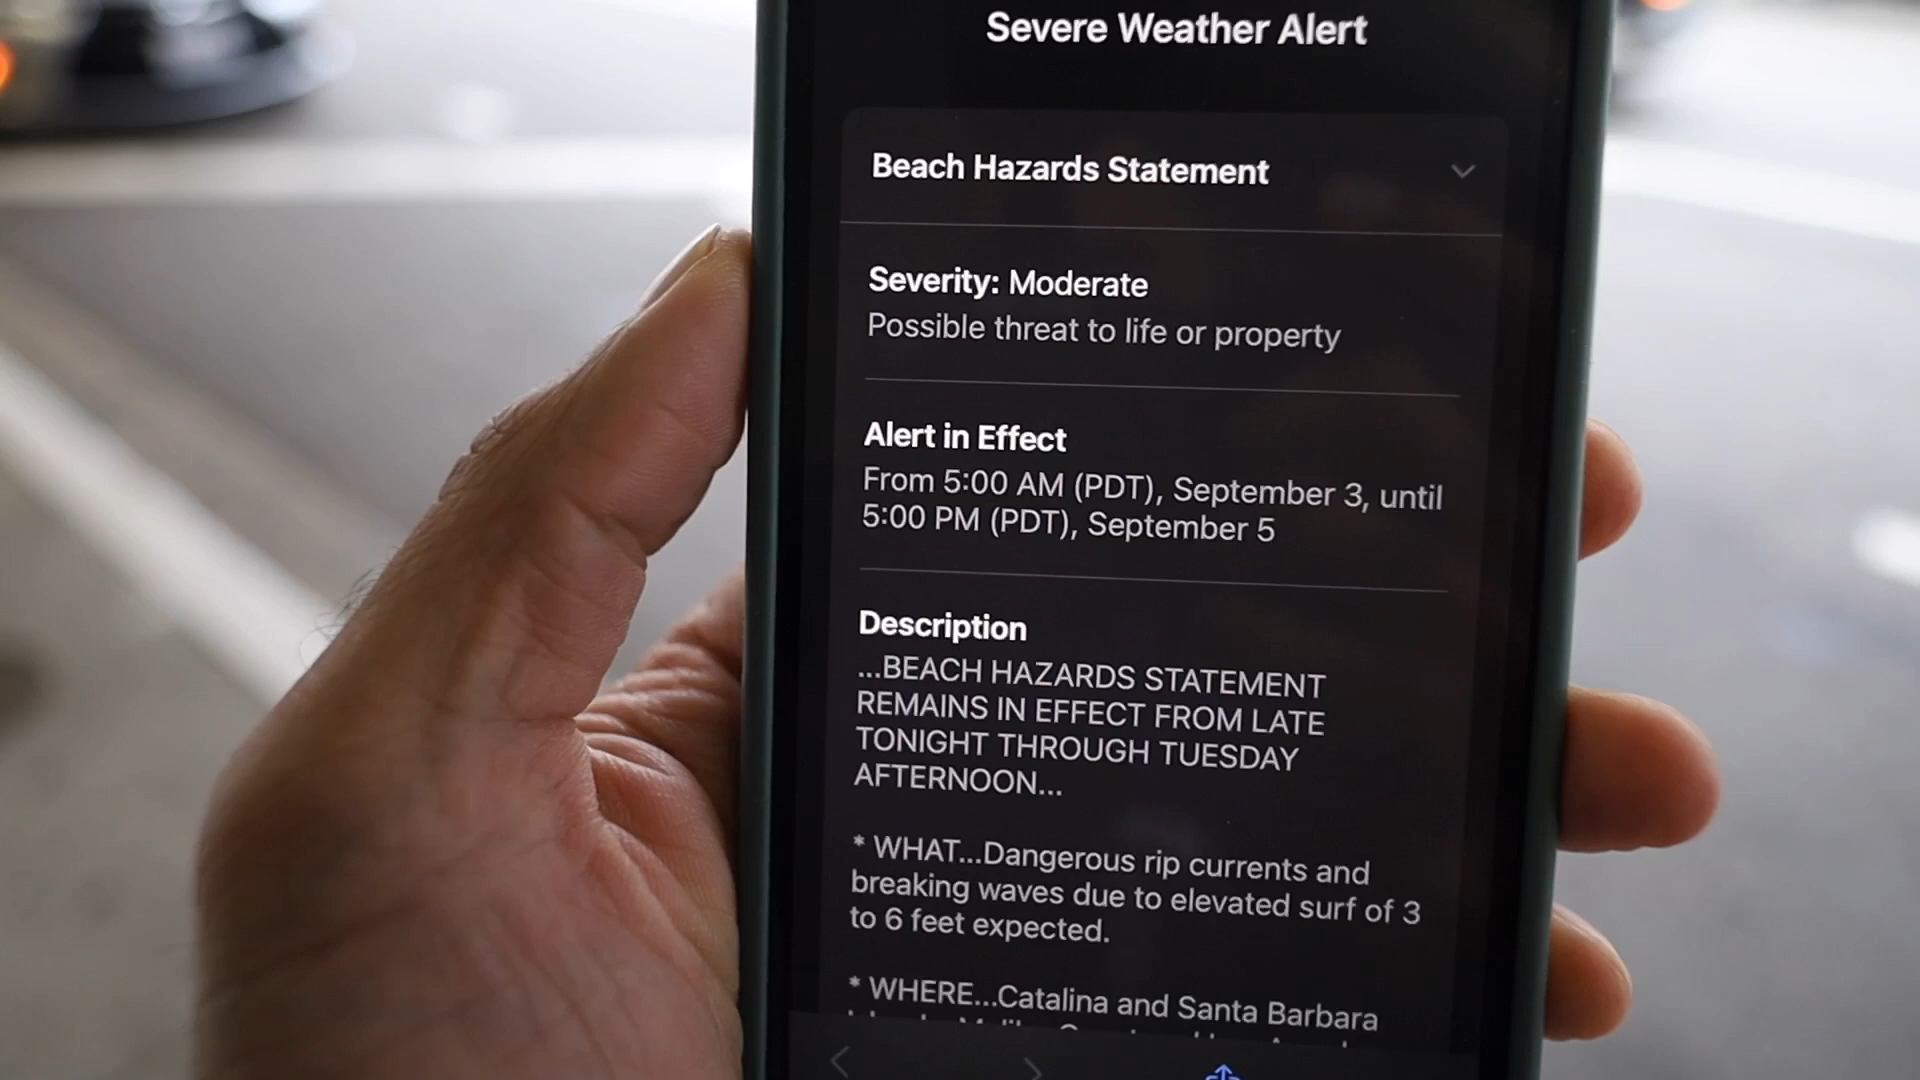 Severe Weather Alert
Beach Hazards Statement
Severity: Moderate
Possible threat to life or property
Alert in Effect
From 5:00 AM (PDT), September 3, until
5:00 PM (PDT), September 5
Description
...BEACH HAZARDS STATEMENT
REMAINS IN EFFECT FROM LATE
TONIGHT THROUGH TUESDAY
AFTERNOON...
* WHAT...Dangerous rip currents and
breaking waves due to elevated surf of 3
to 6 feet expected.
* WHERE...Catalina and Santa Barbara